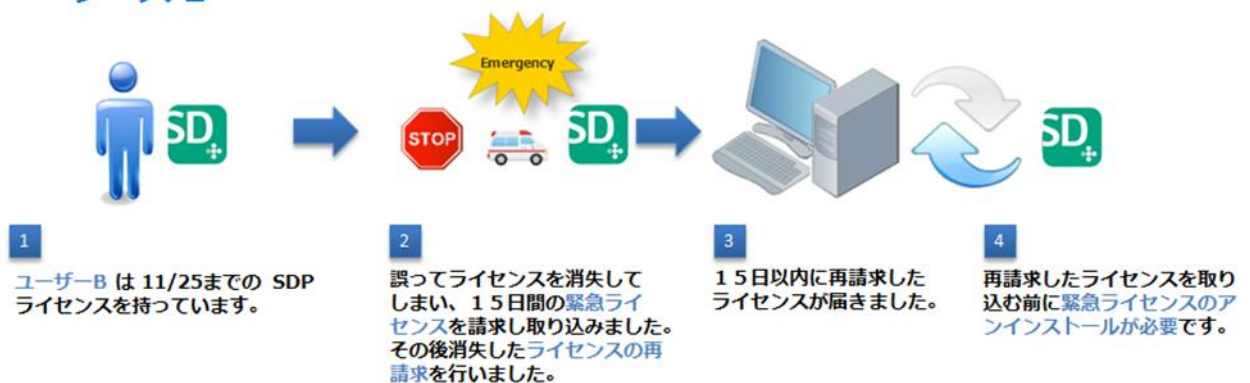 Emergency
SD
STOP
SD
SD
1
ユーザーB は 11/25までの SDP
ライセンスを持っています。
2
誤ってライセンスを消失して
しまい、１５日間の緊急ライ
センスを請求し取り込みました。
その後消失したライセンスの再
請求を行いました。
3
１５日以内に再請求した
ライセンスが届きました。
4
再請求したライセンスを取り
込む前に緊急ライセンスのア
ンインストールが必要です。